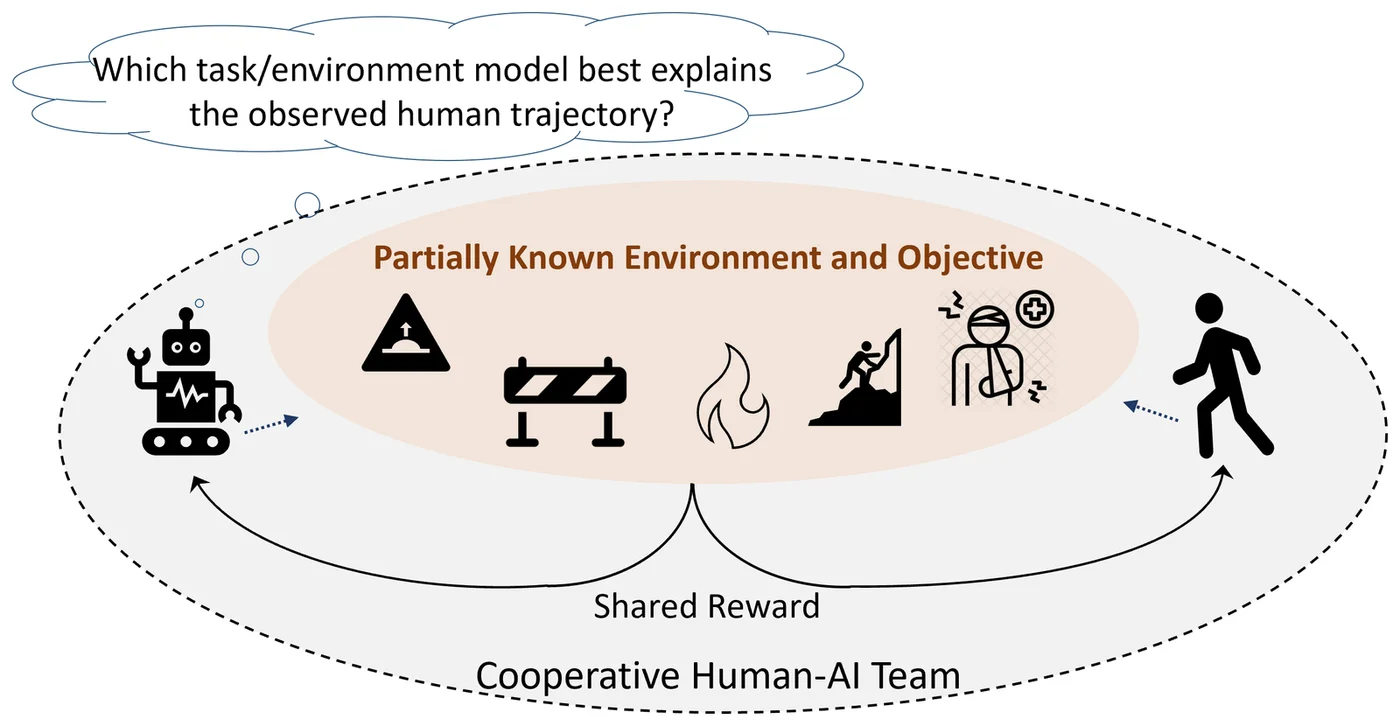 Which task/environment model best explains
the observed human trajectory?
Partially Known Environment and Objective
Shared Reward
Cooperative Human-AI Team